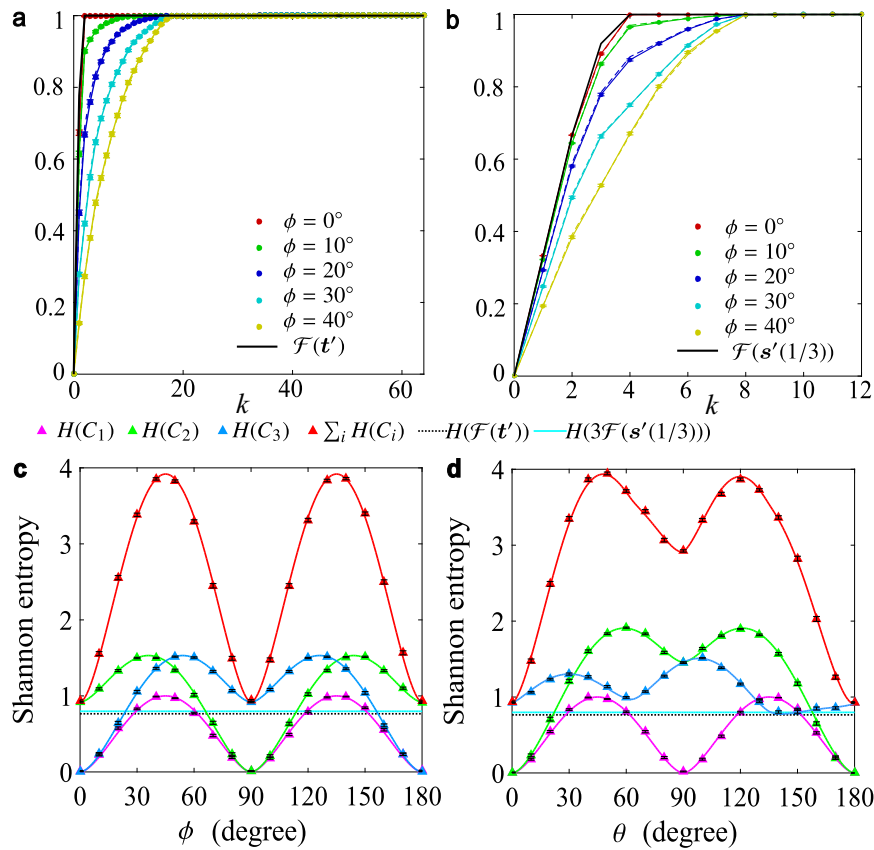 a
1
0.8
0.6
0.4
0.2
0
0 20 40 60
k
ϕ = 0°
ϕ = 10°
ϕ = 20°
ϕ = 30°
ϕ = 40°
ℱ(t′)
b
1
0.8
0.6
0.4
0.2
0
0 2 4 6 8 10 12
k
ϕ = 0°
ϕ = 10°
ϕ = 20°
ϕ = 30°
ϕ = 40°
ℱ(s′(1/3))
H(C₁) H(C₂) H(C₃) ∑ᵢ H(Cᵢ) H(ℱ(t′)) H(3ℱ(s′(1/3)))
c
Shannon entropy
4
3
2
1
0
0 30 60 90 120 150 180
ϕ (degree)
d
Shannon entropy
4
3
2
1
0
0 30 60 90 120 150 180
θ (degree)